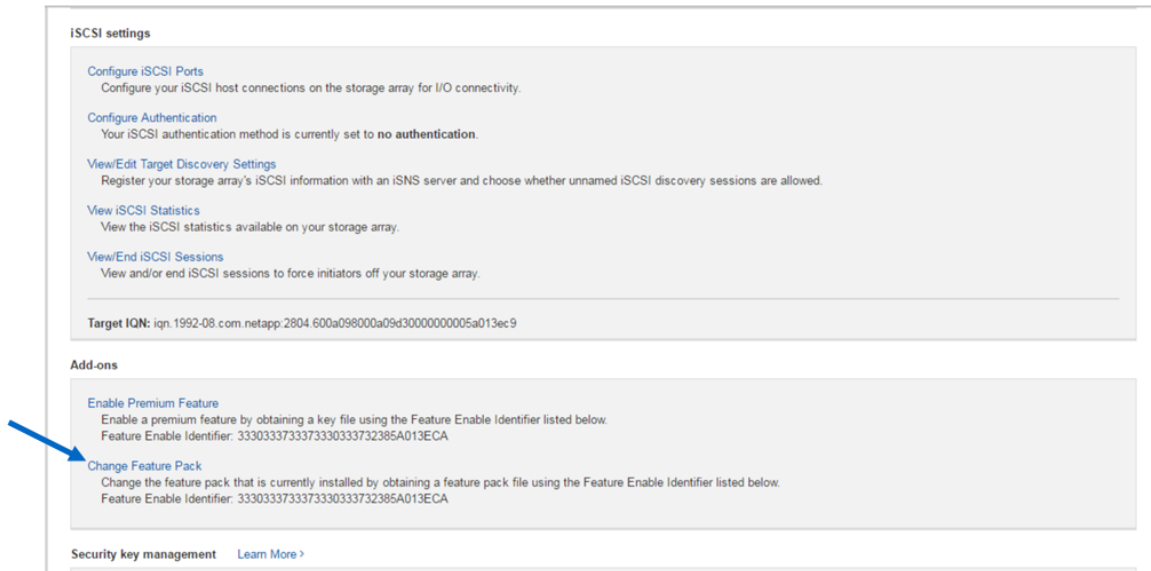 iSCSI settings
Configure iSCSI Ports
Configure your iSCSI host connections on the storage array for I/O connectivity.
Configure Authentication
Your iSCSI authentication method is currently set to no authentication.
View/Edit Target Discovery Settings
Register your storage array's iSCSI information with an iSNS server and choose whether unnamed iSCSI discovery sessions are allowed.
View iSCSI Statistics
View the iSCSI statistics available on your storage array.
View/End iSCSI Sessions
View and/or end iSCSI sessions to force initiators off your storage array.
Target IQN: iqn.1992-08.com.netapp:2804.600a098000a09d30000000005a013ec9
Add-ons
Enable Premium Feature
Enable a premium feature by obtaining a key file using the Feature Enable Identifier listed below.
Feature Enable Identifier: 3330333733373330333732385A013ECA
Change Feature Pack
Change the feature pack that is currently installed by obtaining a feature pack file using the Feature Enable Identifier listed below.
Feature Enable Identifier: 3330333733373330333732385A013ECA
Security key management Learn More >